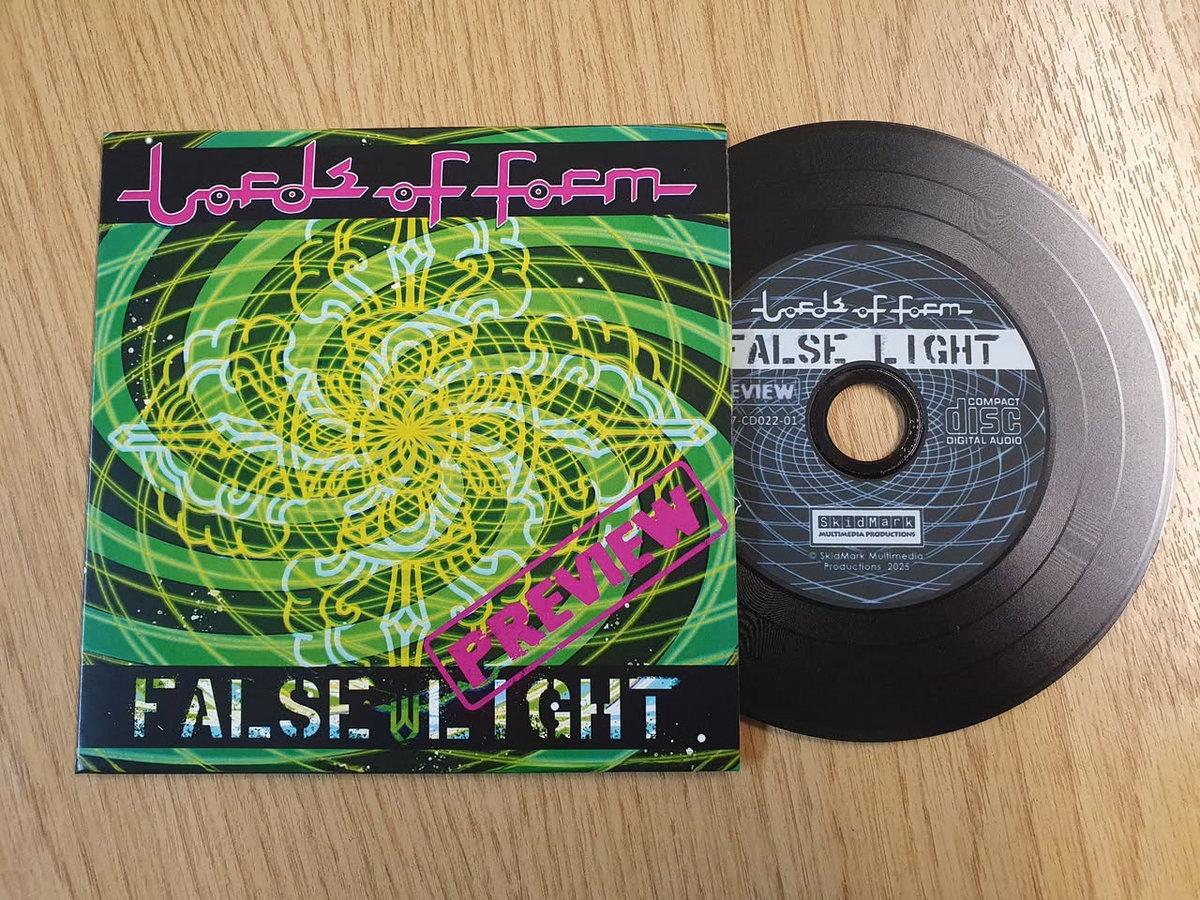 Lords of form
PREVIEW
FALSE LIGHT
Lords of form
FALSE LIGHT
EVIEW
7-CD022-01
COMPACT
disc
DIGITAL AUDIO
SkidMark
MULTIMEDIA PRODUCTIONS
© SkidMark Multimedia
Productions 2025